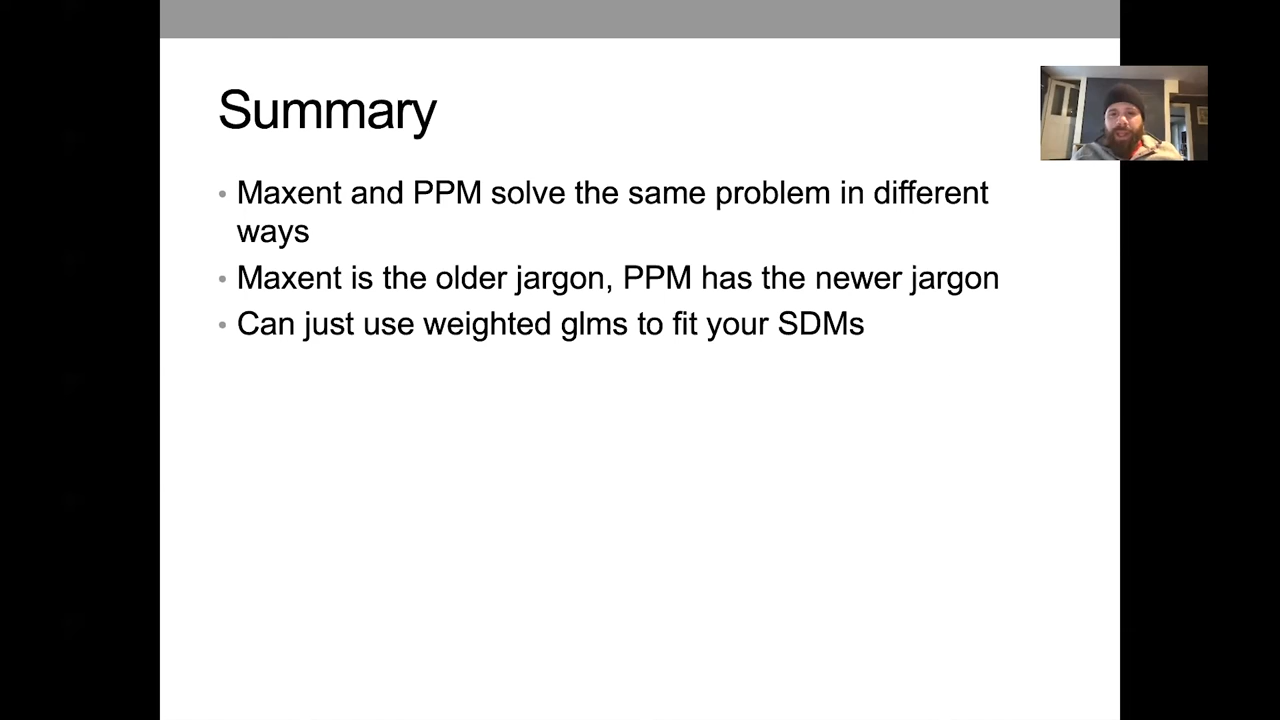 Summary
• Maxent and PPM solve the same problem in different
ways
• Maxent is the older jargon, PPM has the newer jargon
• Can just use weighted glms to fit your SDMs